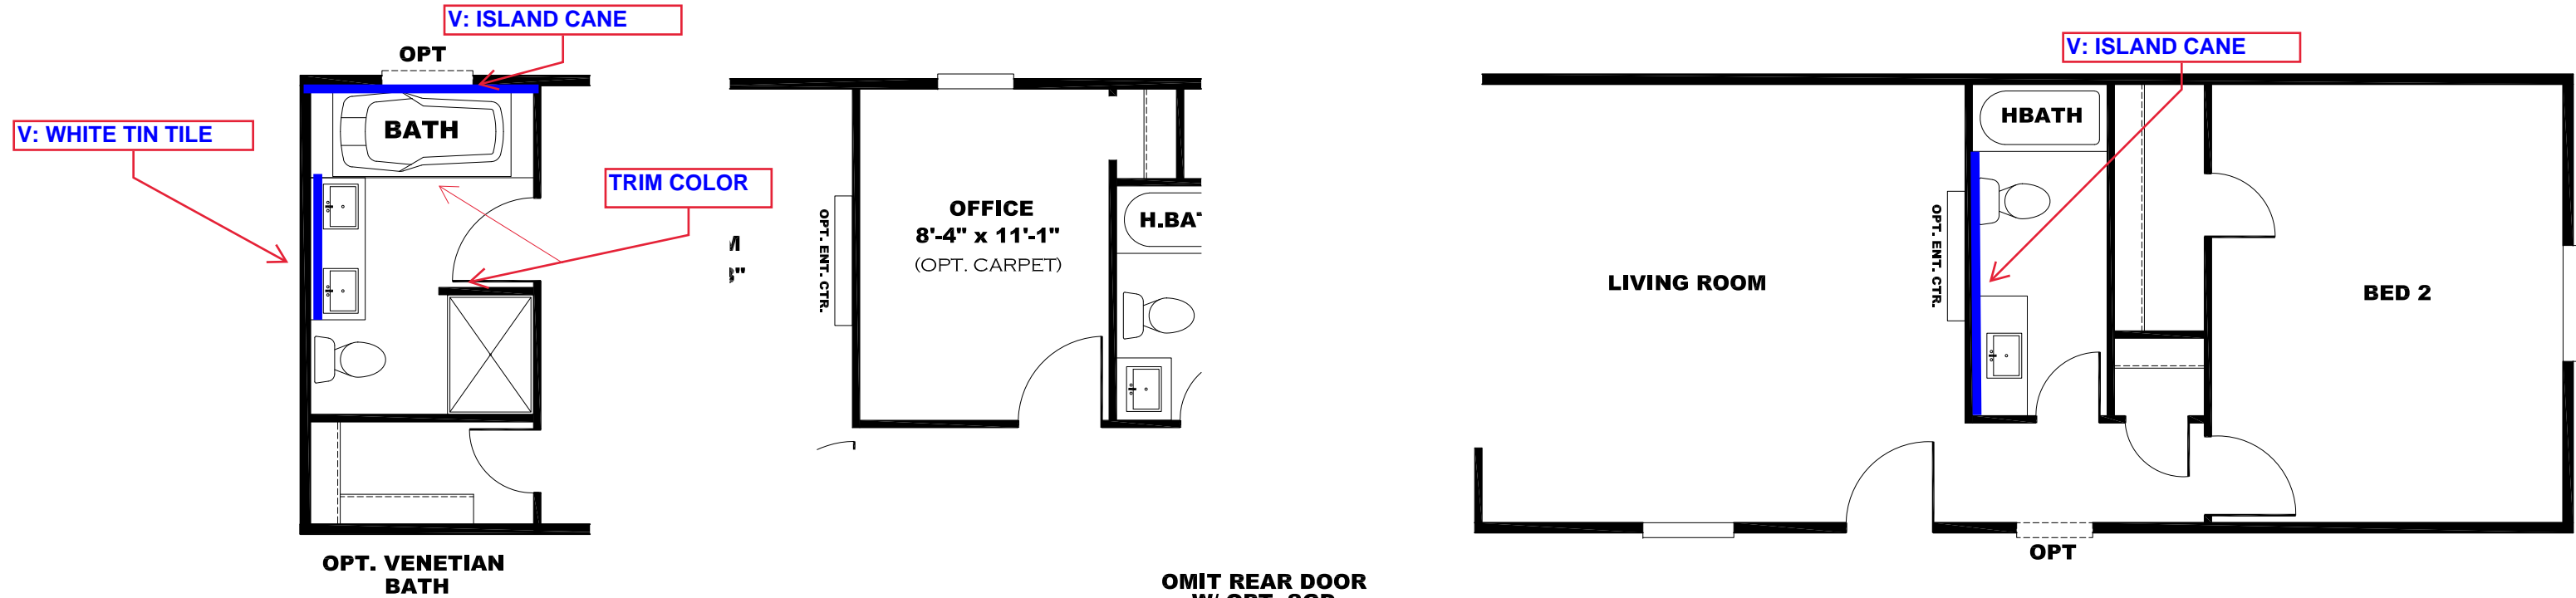 V: ISLAND CANE
OPT
BATH
V: WHITE TIN TILE
TRIM COLOR
OPT. VENETIAN
BATH
OPT. ENT. CTR.
OFFICE
8'-4" x 11'-1"
(OPT. CARPET)
OMIT REAR DOOR
V: ISLAND CANE
HBATH
OPT. ENT. CTR.
LIVING ROOM
BED 2
OPT